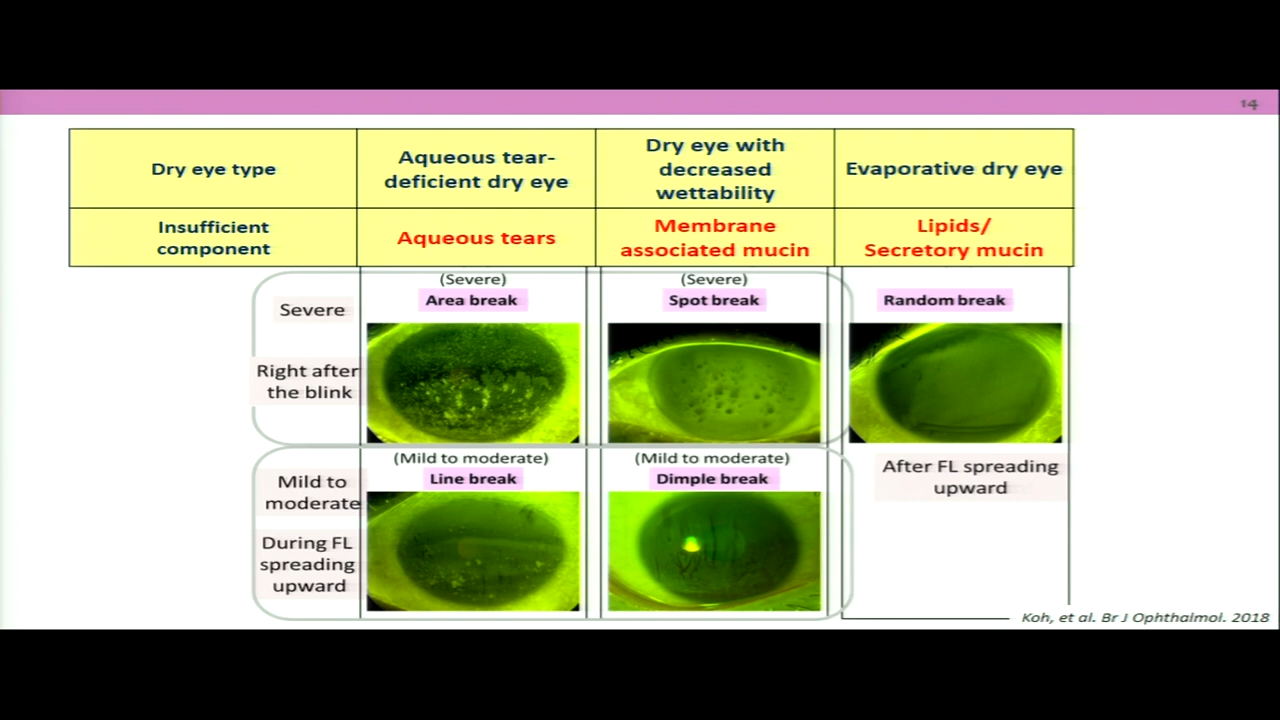 14
Dry eye type
Aqueous tear-
deficient dry eye
Dry eye with
decreased
wettability
Evaporative dry eye
Insufficient
component
Aqueous tears
Membrane
associated mucin
Lipids/
Secretory mucin
Severe
Right after
the blink
(Severe)
Area break
(Severe)
Spot break
Random break
After FL spreading
upward
Mild to
moderate
During FL
spreading
upward
(Mild to moderate)
Line break
(Mild to moderate)
Dimple break
Koh, et al. Br J Ophthalmol. 2018